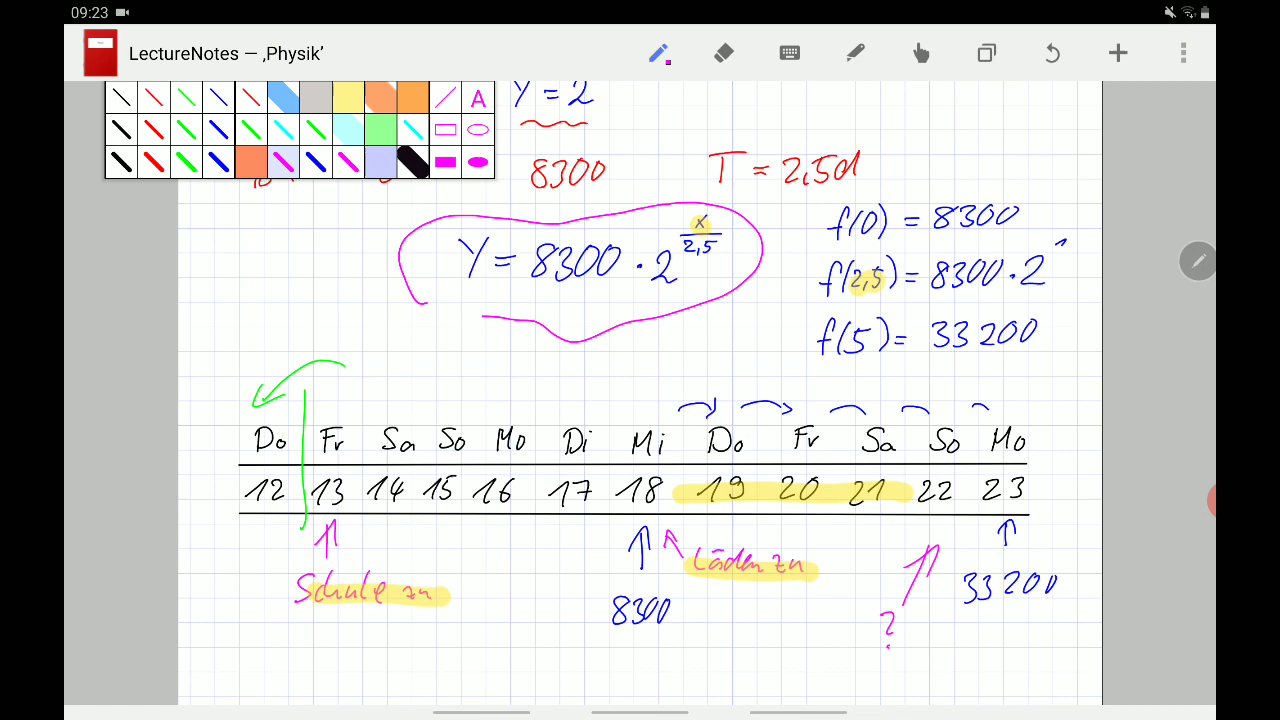 09:23
LectureNotes — ‚Physik’
A
Y = 2
8300 T = 2,5d
Y = 8300 · 2^(x/2,5)
f(0) = 8300
f(2,5) = 8300 · 2^1
f(5) = 33 200
Do Fr Sa So Mo Di Mi Do Fr Sa So Mo
12 13 14 15 16 17 18 19 20 21 22 23
Schule zu Läden zu
8300 ? 33 200